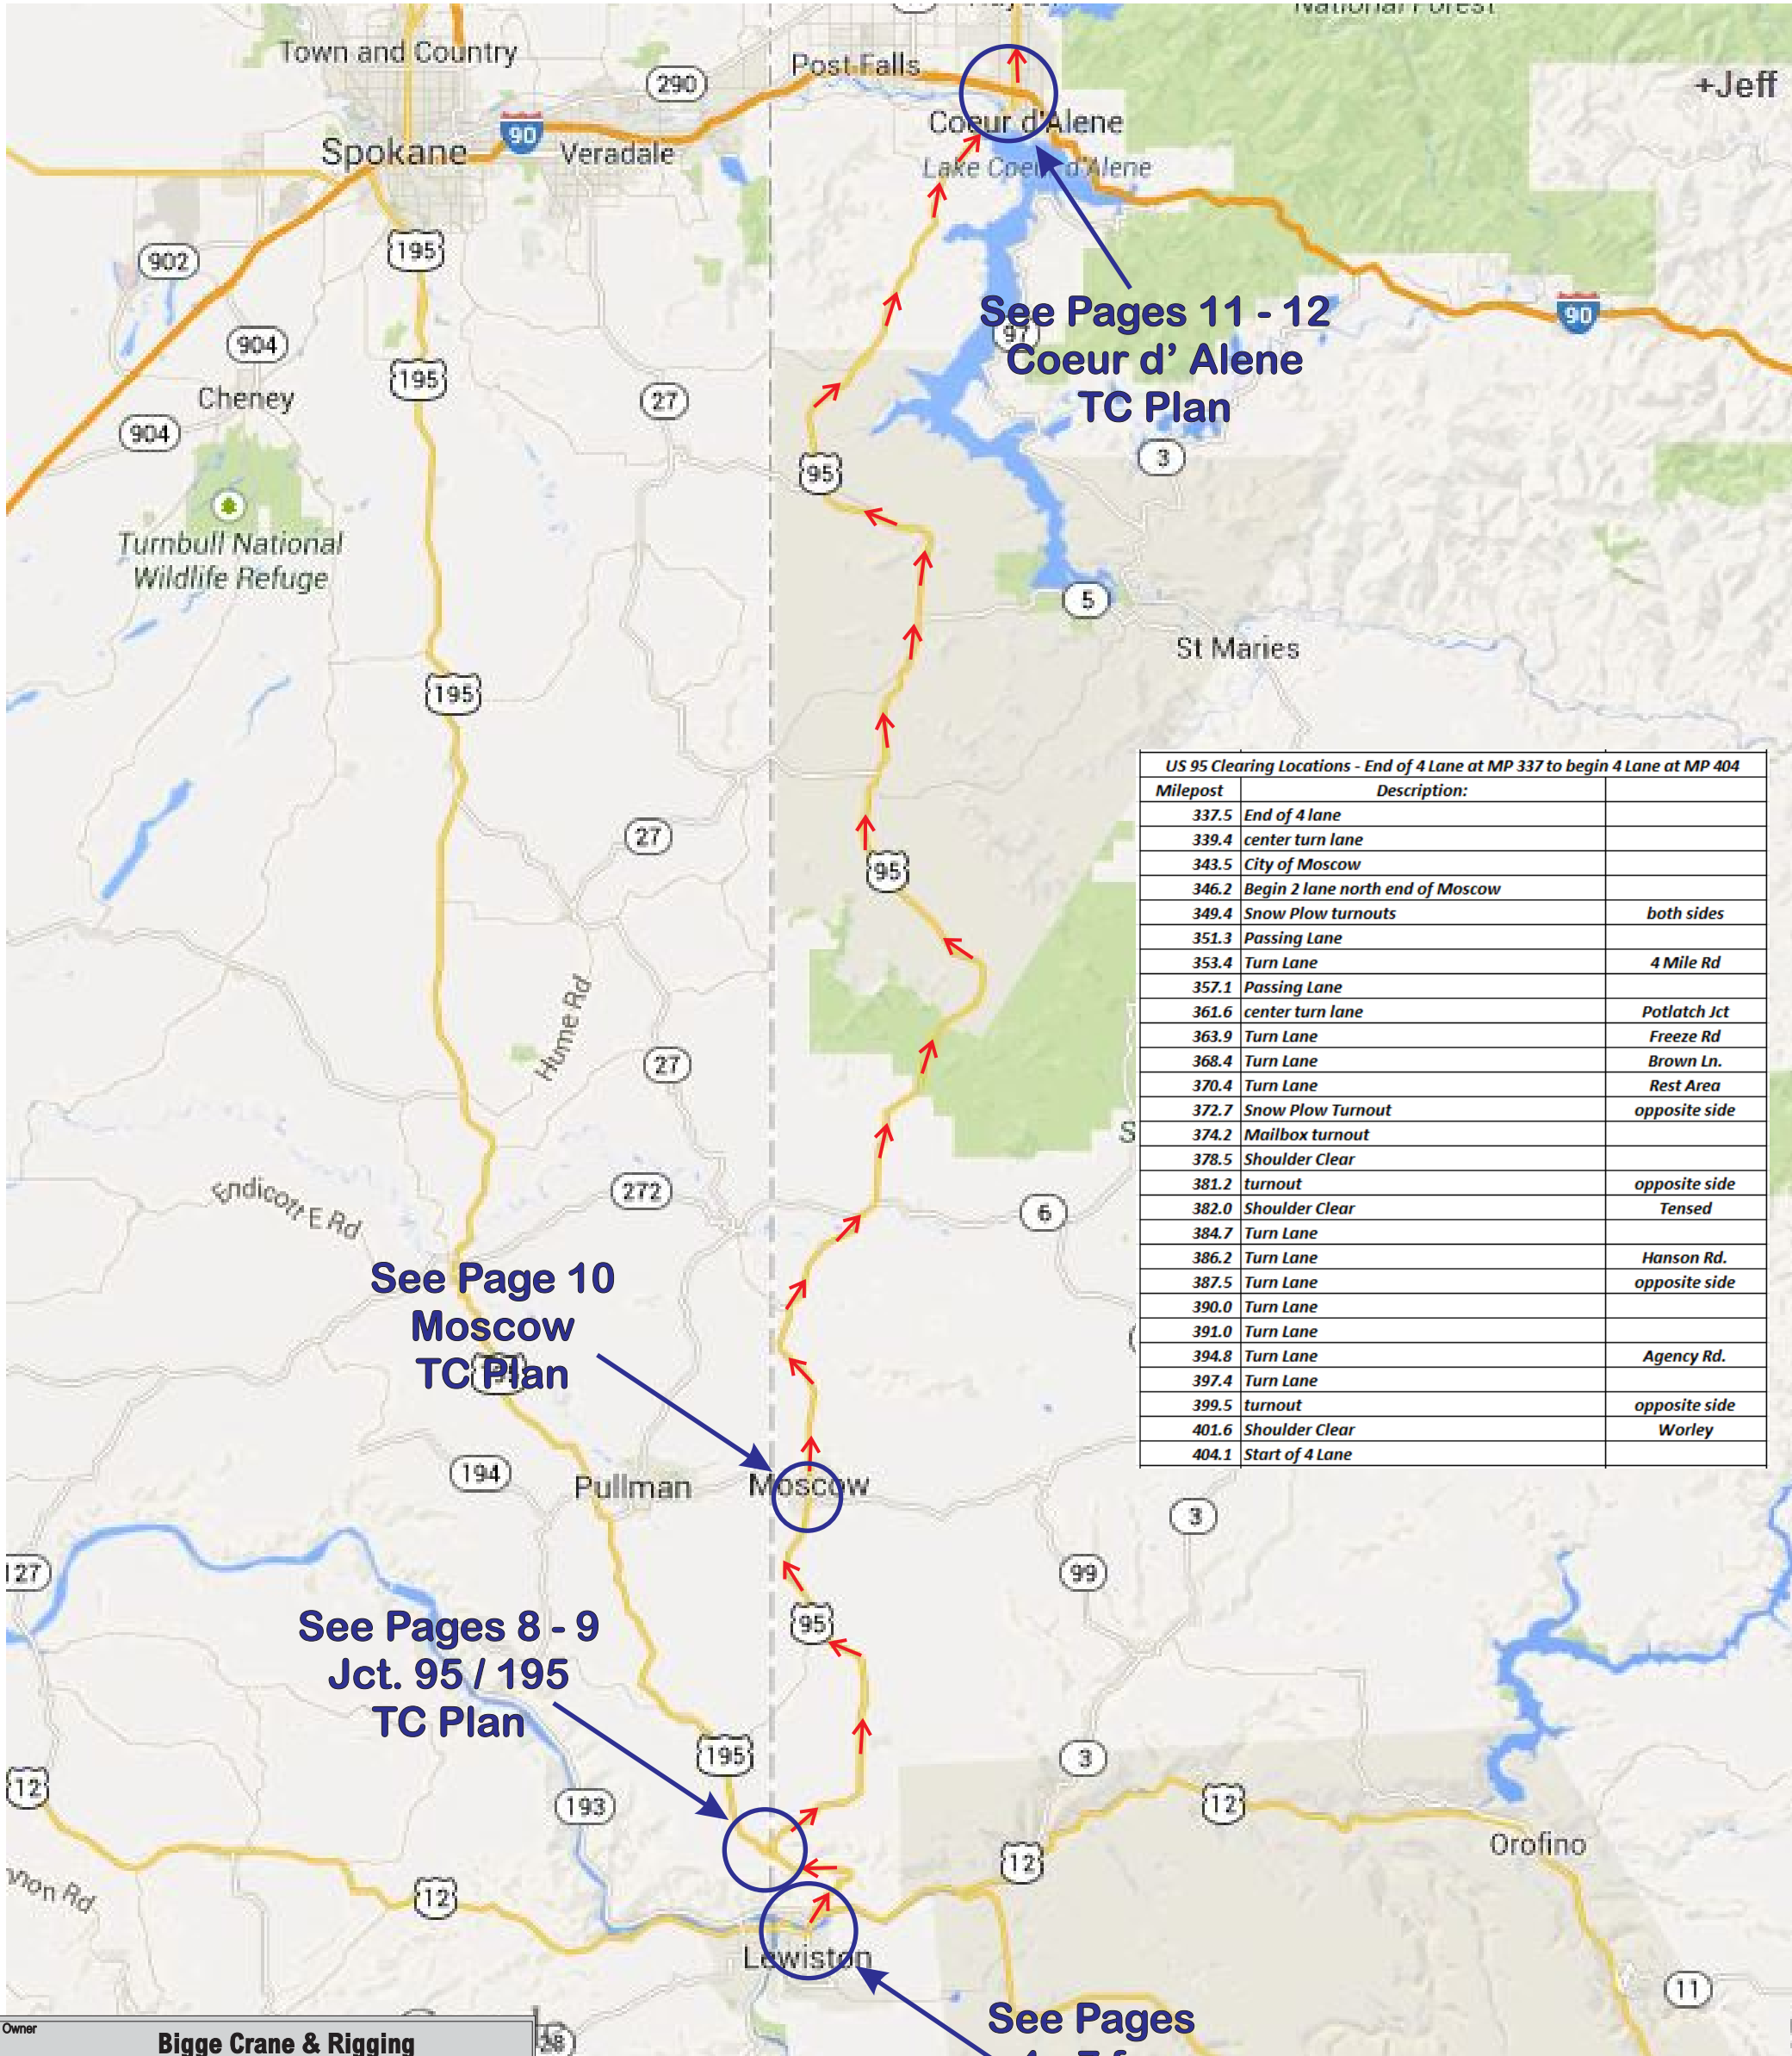 National Forest
Town and Country
Post Falls
290
+Jeff
90
Coeur d'Alene
Spokane
Veradale
Lake Coeur d'Alene
195
902
See Pages 11 - 12
97
Coeur d' Alene
TC Plan
90
904
195
Cheney
27
904
3
95
Turnbull National
Wildlife Refuge
5
St Maries
195
US 95 Clearing Locations - End of 4 Lane at MP 337 to begin 4 Lane at MP 404
Milepost Description:
337.5 End of 4 lane
339.4 center turn lane
343.5 City of Moscow
346.2 Begin 2 lane north end of Moscow
349.4 Snow Plow turnouts both sides
351.3 Passing Lane
353.4 Turn Lane 4 Mile Rd
357.1 Passing Lane
361.6 center turn lane Potlatch Jct
363.9 Turn Lane Freeze Rd
368.4 Turn Lane Brown Ln.
370.4 Turn Lane Rest Area
372.7 Snow Plow Turnout opposite side
374.2 Mailbox turnout
378.5 Shoulder Clear
381.2 turnout opposite side
382.0 Shoulder Clear Tensed
384.7 Turn Lane
386.2 Turn Lane Hanson Rd.
387.5 Turn Lane opposite side
390.0 Turn Lane
391.0 Turn Lane
394.8 Turn Lane Agency Rd.
397.4 Turn Lane
399.5 turnout opposite side
401.6 Shoulder Clear Worley
404.1 Start of 4 Lane
27
95
Hume Rd
27
Endicott E Rd
272
6
See Page 10
Moscow
TC Plan
194
Pullman
Moscow
3
127
99
See Pages 8 - 9
Jct. 95 / 195
TC Plan
95
195
3
12
193
12
Orofino
12
12
Lewiston
11
See Pages
Owner
Bigge Crane & Rigging